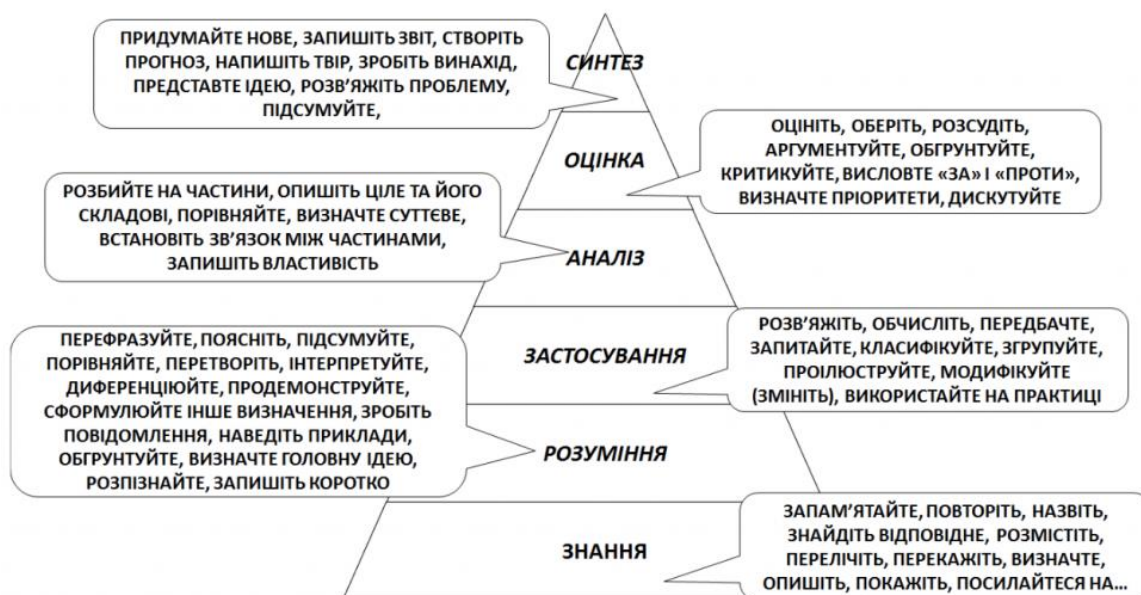 ПРИДУМАЙТЕ НОВЕ, ЗАПИШІТЬ ЗВІТ, СТВОРІТЬ
ПРОГНОЗ, НАПИШІТЬ ТВІР, ЗРОБІТЬ ВИНАХІД,
ПРЕДСТАВТЕ ІДЕЮ, РОЗВ'ЯЖІТЬ ПРОБЛЕМУ,
ПІДСУМУЙТЕ,
СИНТЕЗ
ОЦІНКА
ОЦІНІТЬ, ОБЕРІТЬ, РОЗСУДІТЬ,
АРГУМЕНТУЙТЕ, ОБГРУНТУЙТЕ,
КРИТИКУЙТЕ, ВИСЛОВТЕ «ЗА» І «ПРОТИ»,
ВИЗНАЧТЕ ПРІОРИТЕТИ, ДИСКУТУЙТЕ
РОЗБИЙТЕ НА ЧАСТИНИ, ОПИШІТЬ ЦІЛЕ ТА ЙОГО
СКЛАДОВІ, ПОРІВНЯЙТЕ, ВИЗНАЧТЕ СУТТЄВЕ,
ВСТАНОВІТЬ ЗВ'ЯЗОК МІЖ ЧАСТИНАМИ,
ЗАПИШІТЬ ВЛАСТИВІСТЬ
АНАЛІЗ
ЗАСТОСУВАННЯ
РОЗВ'ЯЖІТЬ, ОБЧИСЛІТЬ, ПЕРЕДБАЧТЕ,
ЗАПИТАЙТЕ, КЛАСИФІКУЙТЕ, ЗГРУПУЙТЕ,
ПРОІЛЮСТРУЙТЕ, МОДИФІКУЙТЕ
(ЗМІНІТЬ), ВИКОРИСТАЙТЕ НА ПРАКТИЦІ
ПЕРЕФРАЗУЙТЕ, ПОЯСНІТЬ, ПІДСУМУЙТЕ,
ПОРІВНЯЙТЕ, ПЕРЕТВОРІТЬ, ІНТЕРПРЕТУЙТЕ,
ДИФЕРЕНЦІЮЙТЕ, ПРОДЕМОНСТРУЙТЕ,
СФОРМУЛЮЙТЕ ІНШЕ ВИЗНАЧЕННЯ, ЗРОБІТЬ
ПОВІДОМЛЕННЯ, НАВЕДІТЬ ПРИКЛАДИ,
ОБГРУНТУЙТЕ, ВИЗНАЧТЕ ГОЛОВНУ ІДЕЮ,
РОЗПІЗНАЙТЕ, ЗАПИШІТЬ КОРОТКО
РОЗУМІННЯ
ЗНАННЯ
ЗАПАМ'ЯТАЙТЕ, ПОВТОРІТЬ, НАЗВІТЬ,
ЗНАЙДІТЬ ВІДПОВІДНЕ, РОЗМІСТІТЬ,
ПЕРЕЛІЧІТЬ, ПЕРЕКАЖІТЬ, ВИЗНАЧТЕ,
ОПИШІТЬ, ПОКАЖІТЬ, ПОСИЛАЙТЕСЯ НА...